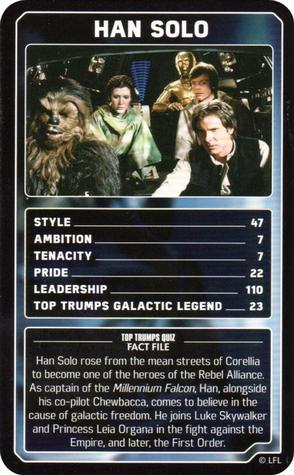 HAN SOLO
STYLE 47
AMBITION 7
TENACITY 7
PRIDE 22
LEADERSHIP 110
TOP TRUMPS GALACTIC LEGEND 23
TOP TRUMPS QUIZ
FACT FILE
Han Solo rose from the mean streets of Corellia
to become one of the heroes of the Rebel Alliance.
As captain of the Millennium Falcon, Han, alongside
his co-pilot Chewbacca, comes to believe in the
cause of galactic freedom. He joins Luke Skywalker
and Princess Leia Organa in the fight against the
Empire, and later, the First Order.
© LFL